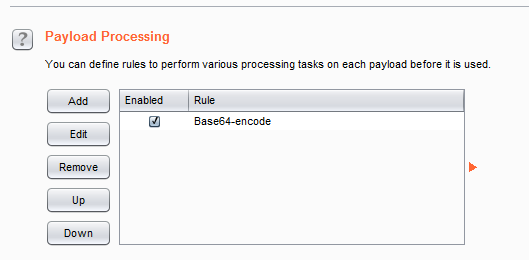 ?
Payload Processing
You can define rules to perform various processing tasks on each payload before it is used.
Add
Enabled Rule
Base64-encode
Edit
Remove
Up
Down